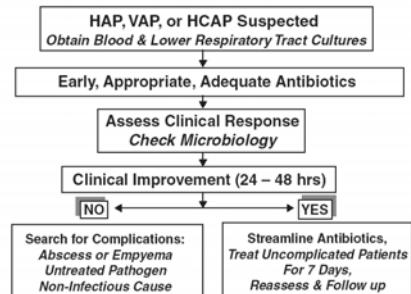 HAP, VAP, or HCAP Suspected
Obtain Blood & Lower Respiratory Tract Cultures
Early, Appropriate, Adequate Antibiotics
Assess Clinical Response
Check Microbiology
Clinical Improvement (24 – 48 hrs)
NO
YES
Search for Complications:
Abscess or Empyema
Untreated Pathogen
Non-Infectious Cause
Streamline Antibiotics,
Treat Uncomplicated Patients
For 7 Days,
Reassess & Follow up